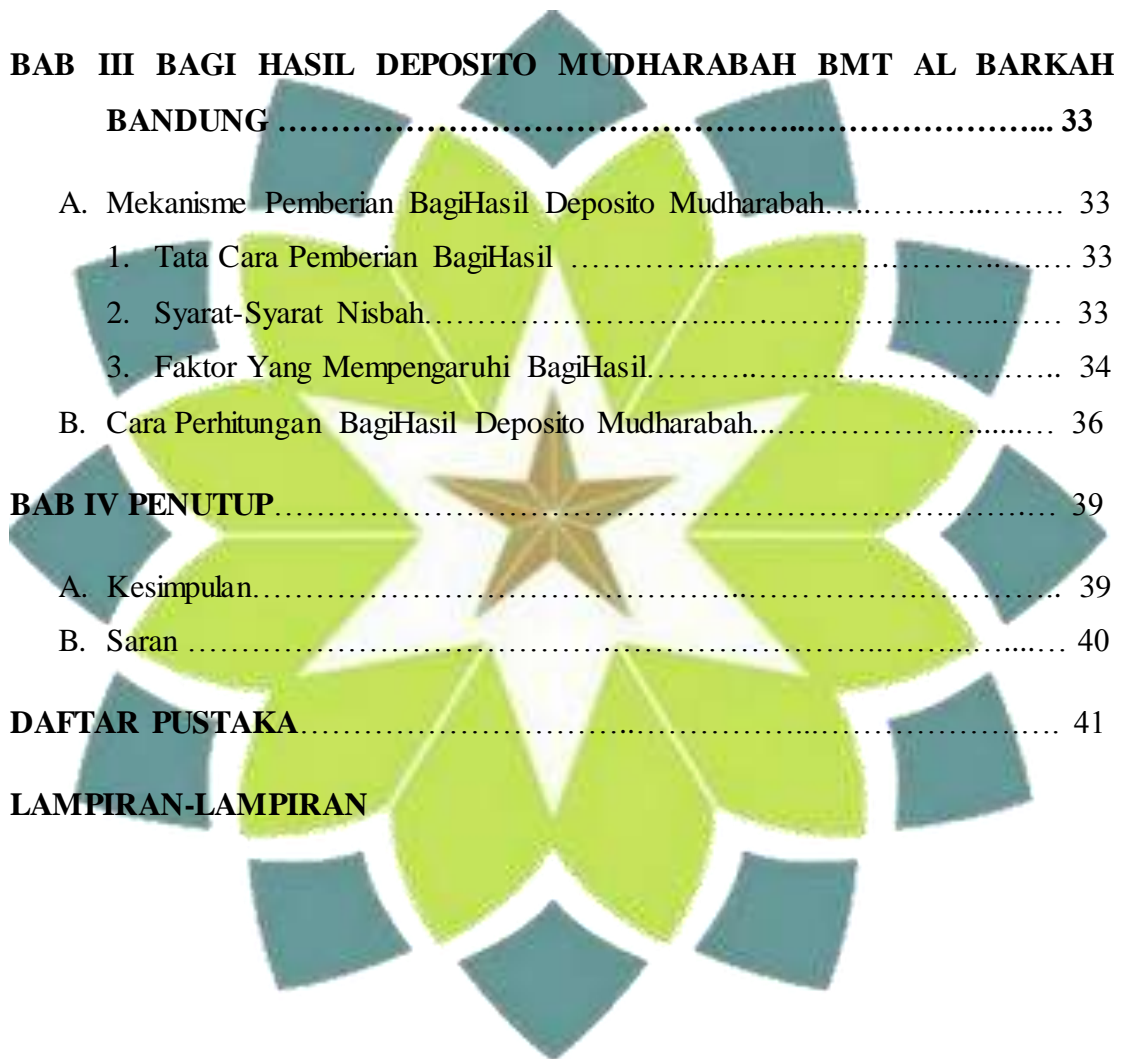 BAB III BAGI HASIL DEPOSITO MUDHARABAH BMT AL BARKAH
BANDUNG …………………………………………...………………….... 33
A. Mekanisme Pemberian BagiHasil Deposito Mudharabah…..………...…… 33
1. Tata Cara Pemberian BagiHasil …………...……………….………..….… 33
2. Syarat-Syarat Nisbah………………………..….……………..……...…… 33
3. Faktor Yang Mempengaruhi BagiHasil………..……..….…………….. 34
B. Cara Perhitungan BagiHasil Deposito Mudharabah...…………………......… 36
BAB IV PENUTUP……………………………………………………………..……… 39
A. Kesimpulan…………………………………………..…………………………….. 39
B. Saran ……………………………….……………………..………..…....… 40
DAFTAR PUSTAKA…………………………..……………...……………….…. 41
LAMPIRAN-LAMPIRAN